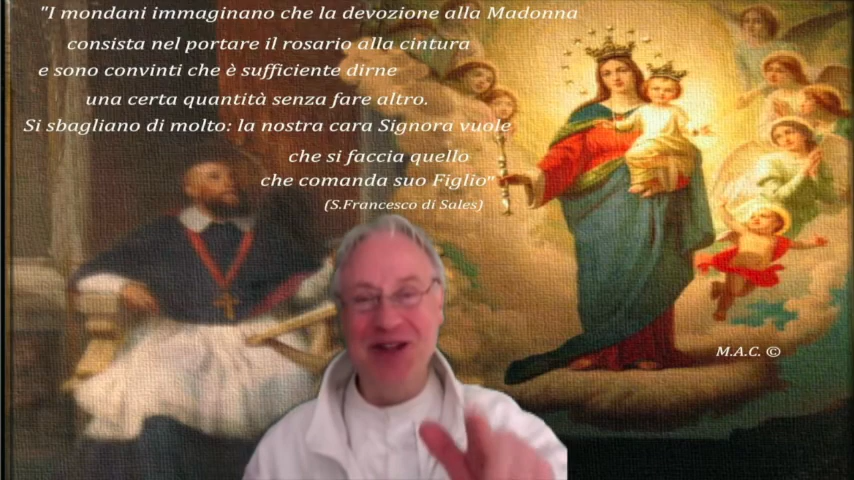 "I mondani immaginano che la devozione alla Madonna
consista nel portare il rosario alla cintura
e sono convinti che è sufficiente dirne
una certa quantità senza fare altro.
Si sbagliano di molto: la nostra cara Signora vuole
che si faccia quello
che comanda suo Figlio"
(S.Francesco di Sales)
M.A.C. ©